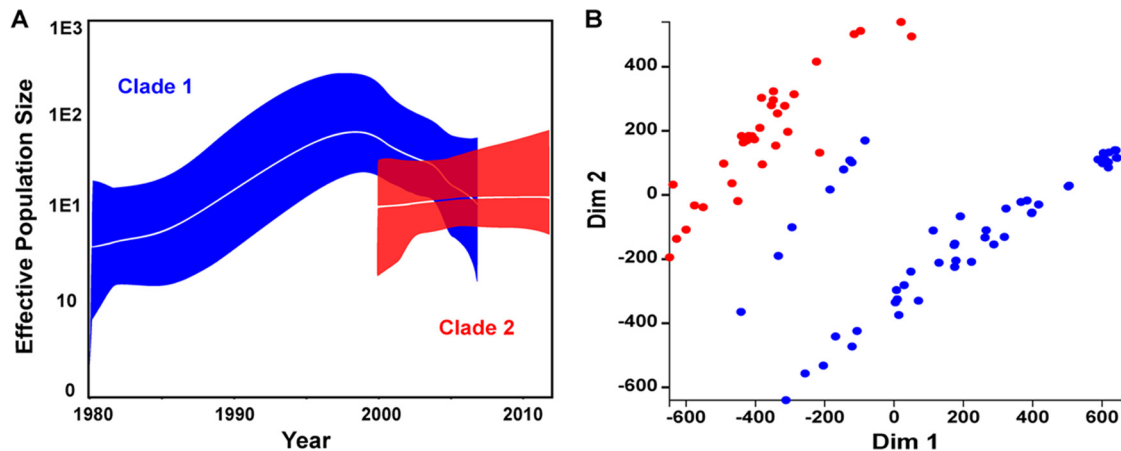 A
Effective Population Size
1E3
1E2
1E1
10
0
Clade 1
Clade 2
1980
1990
2000
2010
Year
B
Dim 2
400
200
0
-200
-400
-600
-600
-400
-200
0
200
400
600
Dim 1